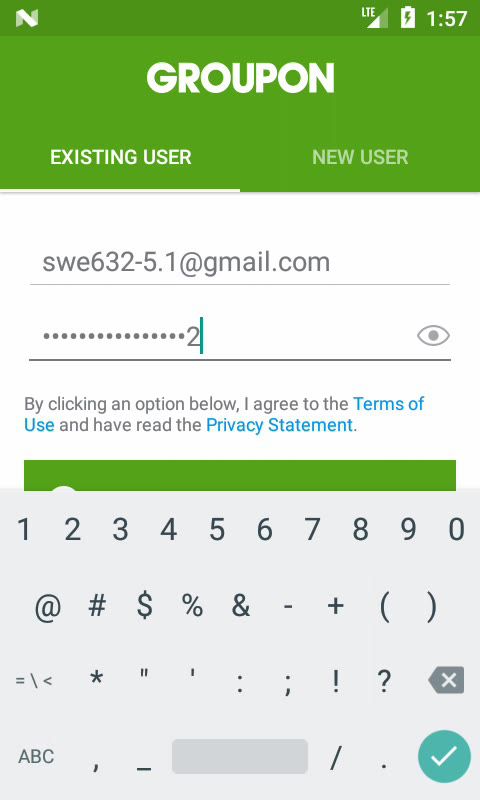 LTE 1:57
GROUPON
EXISTING USER NEW USER
swe632-5.1@gmail.com
••••••••••••••••2
By clicking an option below, I agree to the Terms of
Use and have read the Privacy Statement.
1 2 3 4 5 6 7 8 9 0
@ # $ % & - + ( )
= \ < * " ' : ; ! ?
ABC , _ / .